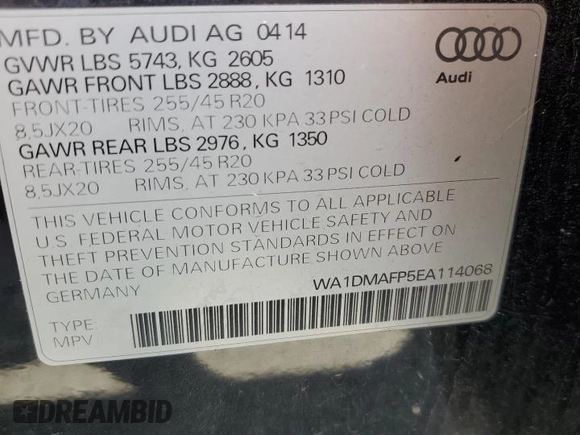 MFD. BY AUDI AG 0414
GVWR LBS 5743, KG 2605
GAWR FRONT LBS 2888, KG 1310
FRONT-TIRES 255/45 R20
8,5JX20 RIMS, AT 230 KPA 33 PSI COLD
GAWR REAR LBS 2976, KG 1350
REAR-TIRES 255/45 R20
8,5JX20 RIMS, AT 230 KPA 33 PSI COLD
Audi
THIS VEHICLE CONFORMS TO ALL APPLICABLE
U.S. FEDERAL MOTOR VEHICLE SAFETY AND
THEFT PREVENTION STANDARDS IN EFFECT ON
DATE OF MANUFACTURE SHOWN ABOVE
GERMANY WA1DMAFP5EA114068
TYPE
MPV
DREAMBID